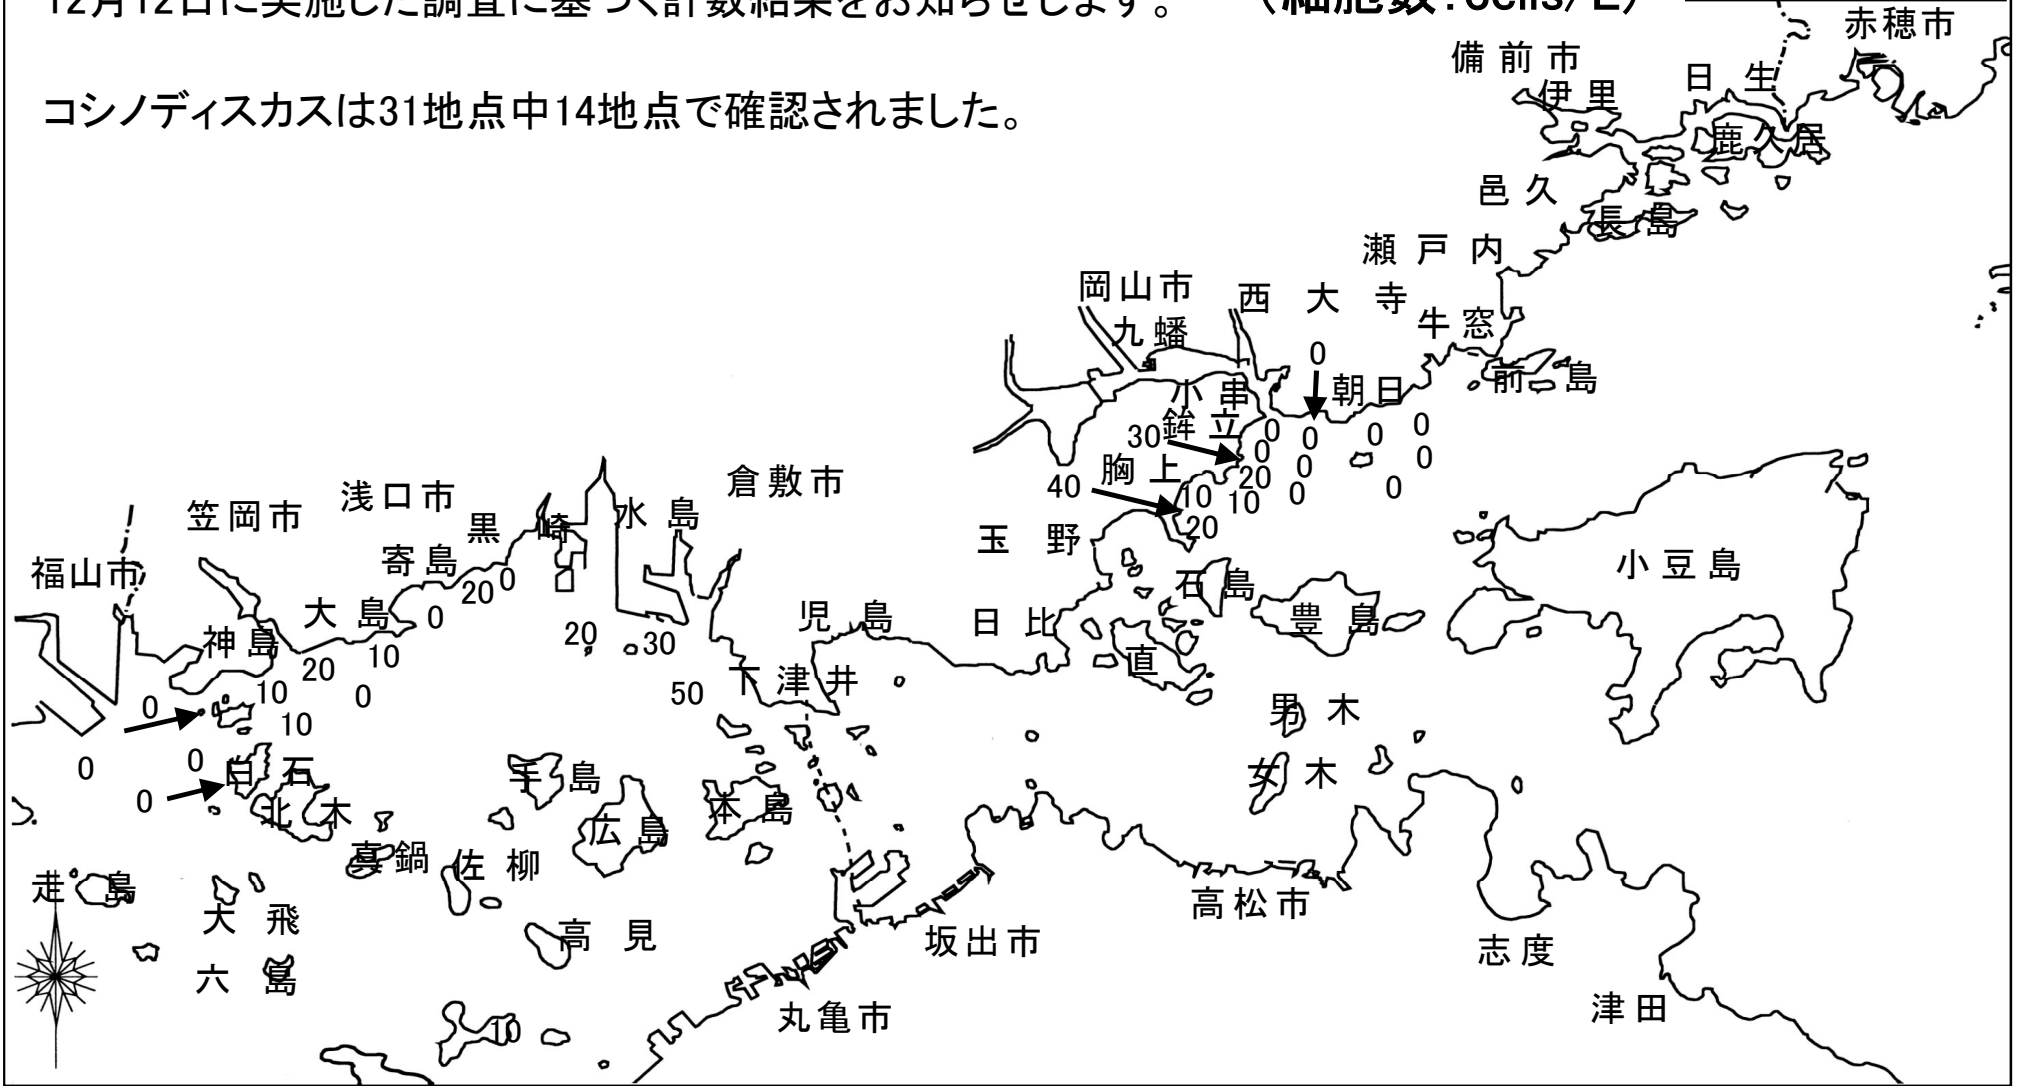 12月12日に実施した調査に基づく計数結果をお知らせします。 (細胞数:cells/L)
コシノディスカスは31地点中14地点で確認されました。
赤穂市
備前市
日生
伊里
鹿久居
邑久
長島
瀬戸内
岡山市
西大寺
牛窓
九蟠
0
前島
小串
朝日
鉾立
30
0
0
0
0
0
0
0
胸上
40
20
10
10
0
0
20
倉敷市
浅口市
笠岡市
水島
黒崎
玉野
福山市
寄島
小豆島
石島
20
0
0
大島
児島
日比
豊島
神島
20
30
10
直
20
0
10
50
下津井
0
10
男木
0
0
白石
手島
女木
0
北木
本島
広島
真鍋
佐柳
走島
大飛
高松市
高見
坂出市
志度
六島
津田
丸亀市
10